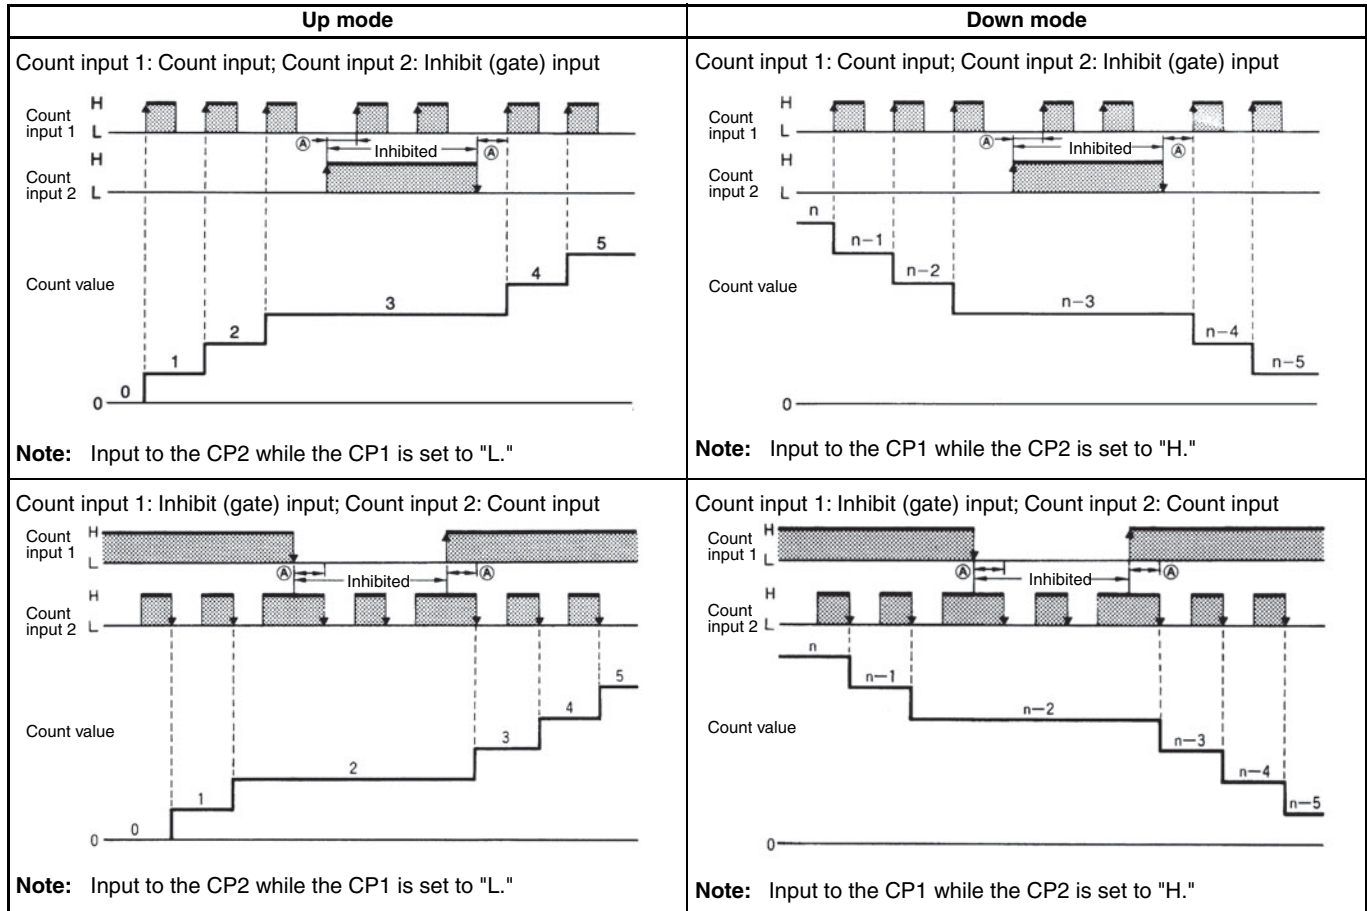 Up mode
Down mode
Count input 1: Count input; Count input 2: Inhibit (gate) input
Count
input 1
H
L
Ⓐ
Inhibited
Ⓐ
Count
input 2
H
L
Count value
0
0
1
2
3
4
5
Note: Input to the CP2 while the CP1 is set to "L."
Count input 1: Count input; Count input 2: Inhibit (gate) input
Count
input 1
H
L
Ⓐ
Inhibited
Ⓐ
Count
input 2
H
L
Count value
n
n−1
n−2
n−3
n−4
n−5
0
Note: Input to the CP1 while the CP2 is set to "H."
Count input 1: Inhibit (gate) input; Count input 2: Count input
Count
input 1
H
L
Ⓐ
Inhibited
Ⓐ
Count
input 2
H
L
Count value
0
0
1
2
3
4
5
Note: Input to the CP2 while the CP1 is set to "L."
Count input 1: Inhibit (gate) input; Count input 2: Count input
Count
input 1
H
L
Ⓐ
Inhibited
Ⓐ
Count
input 2
H
L
Count value
n
n−1
n−2
n−3
n−4
n−5
0
Note: Input to the CP1 while the CP2 is set to "H."